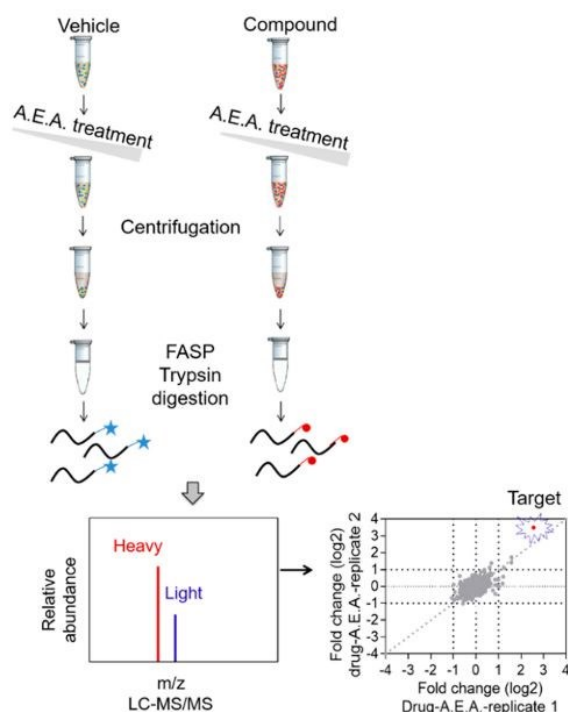 Vehicle Compound
A.E.A. treatment A.E.A. treatment
Centrifugation
FASP
Trypsin
digestion
Heavy
Light
Relative
abundance
m/z
LC-MS/MS
Target
Fold change (log2)
drug-A.E.A.-replicate 2
4
3
2
1
0
-1
-2
-3
-4
-4 -3 -2 -1 0 1 2 3 4
Fold change (log2)
Drug-A.E.A.-replicate 1